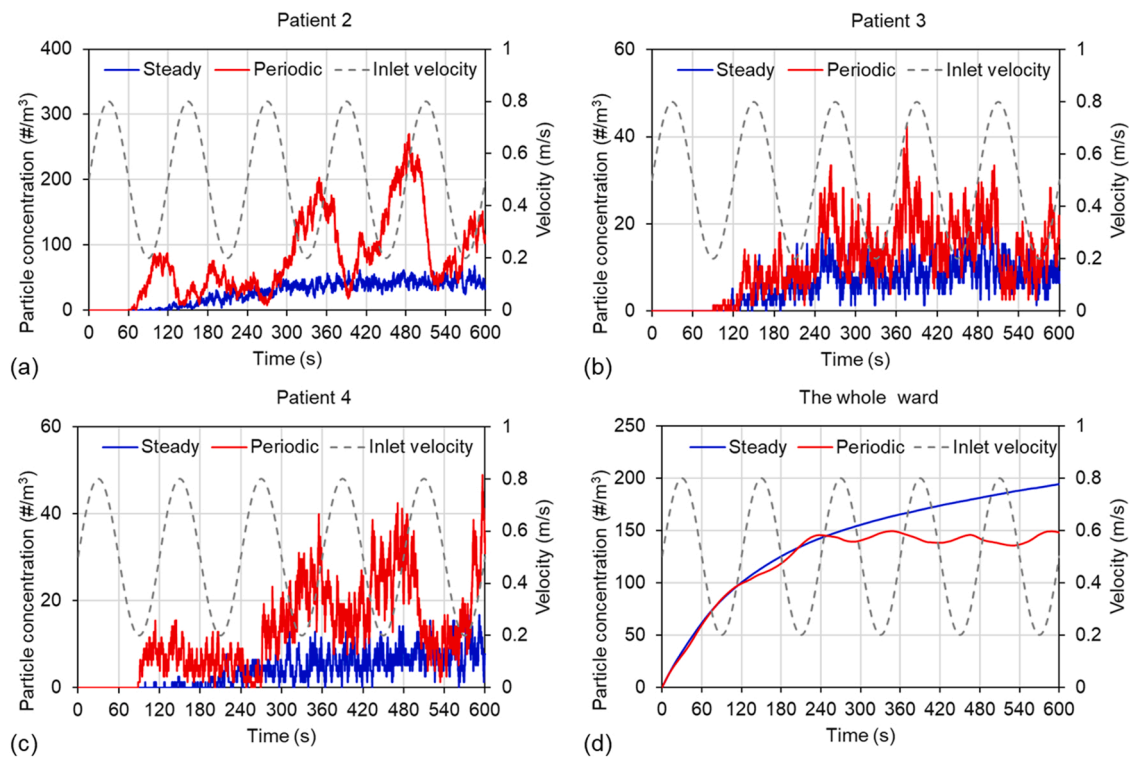 Patient 2
Steady Periodic Inlet velocity
Particle concentration (#/m³)
400
300
200
100
50
0
1
0.8
0.6
0.4
0.2
0
Velocity (m/s)
0 60 120 180 240 300 360 420 480 540 600
Time (s)
(a)
Patient 3
Steady Periodic Inlet velocity
Particle concentration (#/m³)
60
40
20
10
0
1
0.8
0.6
0.4
0.2
0
Velocity (m/s)
0 60 120 180 240 300 360 420 480 540 600
Time (s)
(b)
Patient 4
Steady Periodic Inlet velocity
Particle concentration (#/m³)
60
40
20
10
0
1
0.8
0.6
0.4
0.2
0
Velocity (m/s)
0 60 120 180 240 300 360 420 480 540 600
Time (s)
(c)
The whole ward
Steady Periodic Inlet velocity
Particle concentration (#/m³)
250
200
150
100
50
0
1
0.8
0.6
0.4
0.2
0
Velocity (m/s)
0 60 120 180 240 300 360 420 480 540 600
Time (s)
(d)